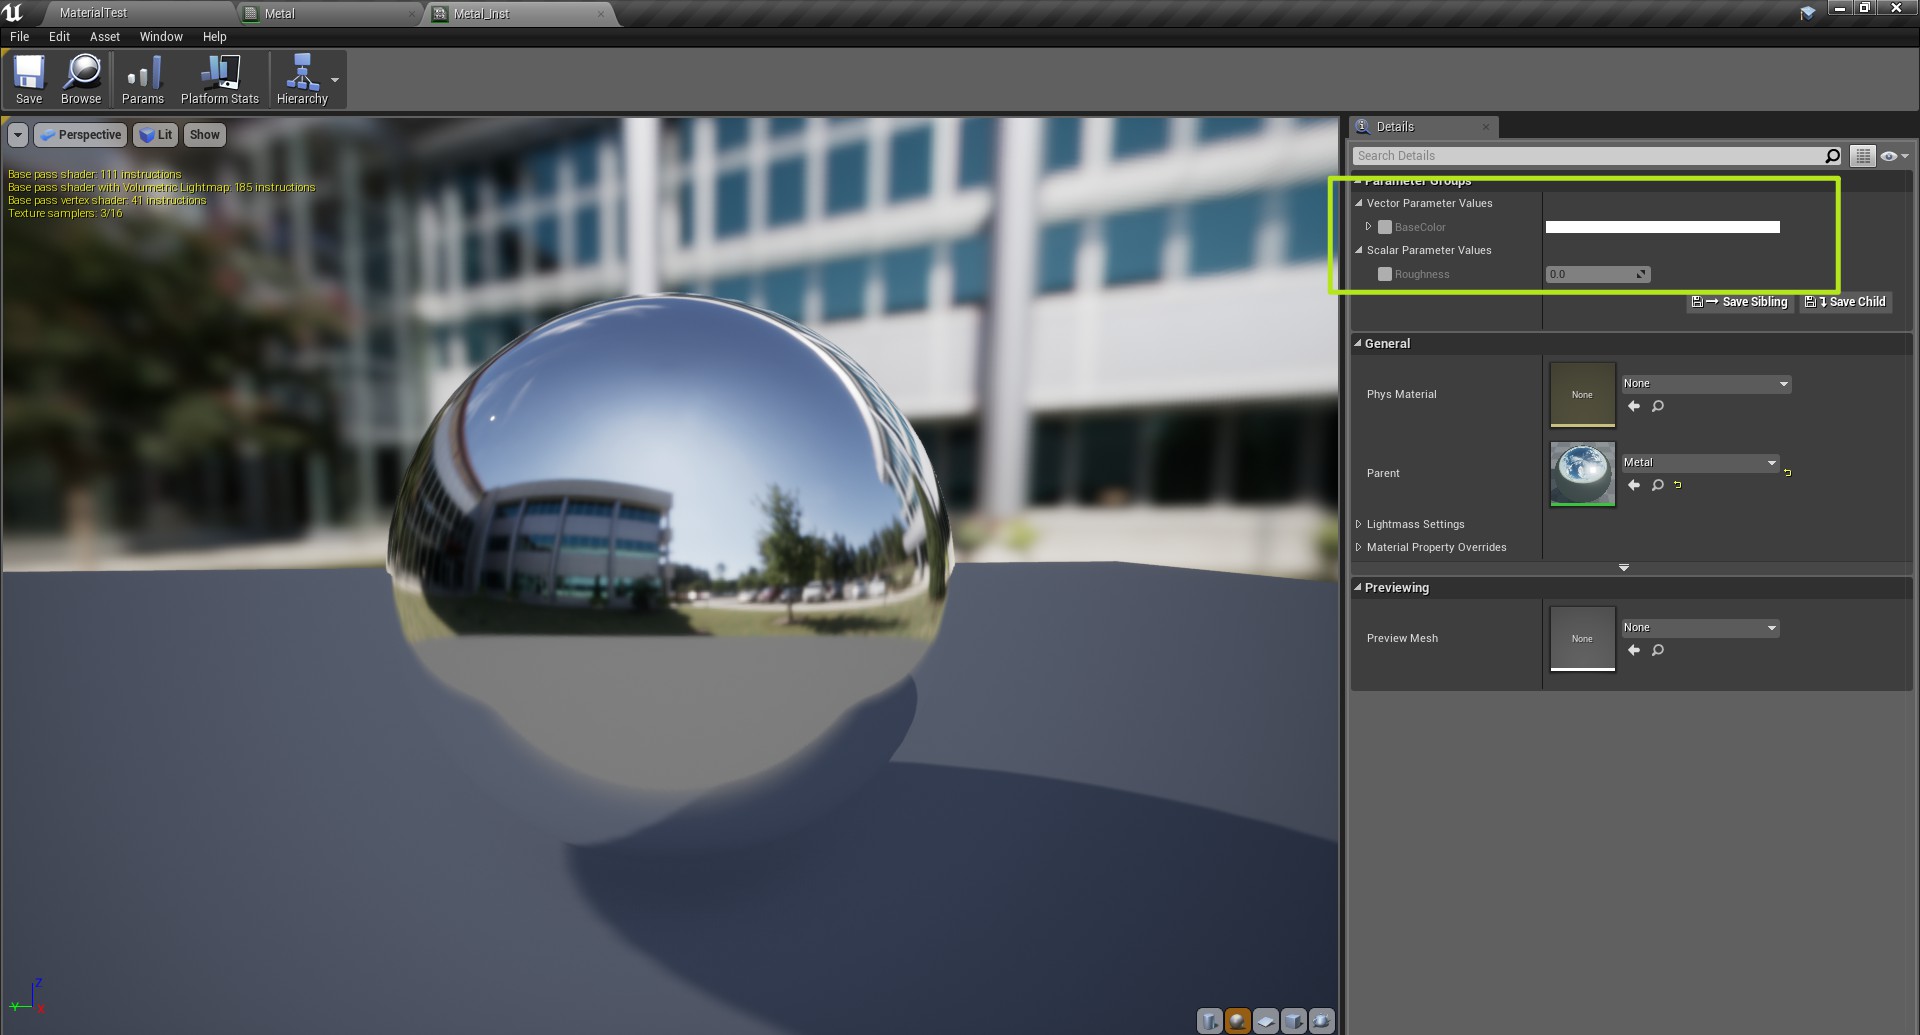 MaterialTest
Metal
Metal_Inst
File Edit Asset Window Help
Save Browse Params Platform Stats Hierarchy
Perspective Lit Show
Base pass shader: 111 instructions
Base pass shader with Volumetric Lightmap: 185 instructions
Base pass vertex shader: 41 instructions
Texture samplers: 3/16
Z
Y
X
Details
Search Details
Parameter Groups
Vector Parameter Values
BaseColor
Scalar Parameter Values
Roughness 0.0
Save Sibling Save Child
General
Phys Material None None
Parent Metal
Lightmass Settings
Material Property Overrides
Previewing
Preview Mesh None None